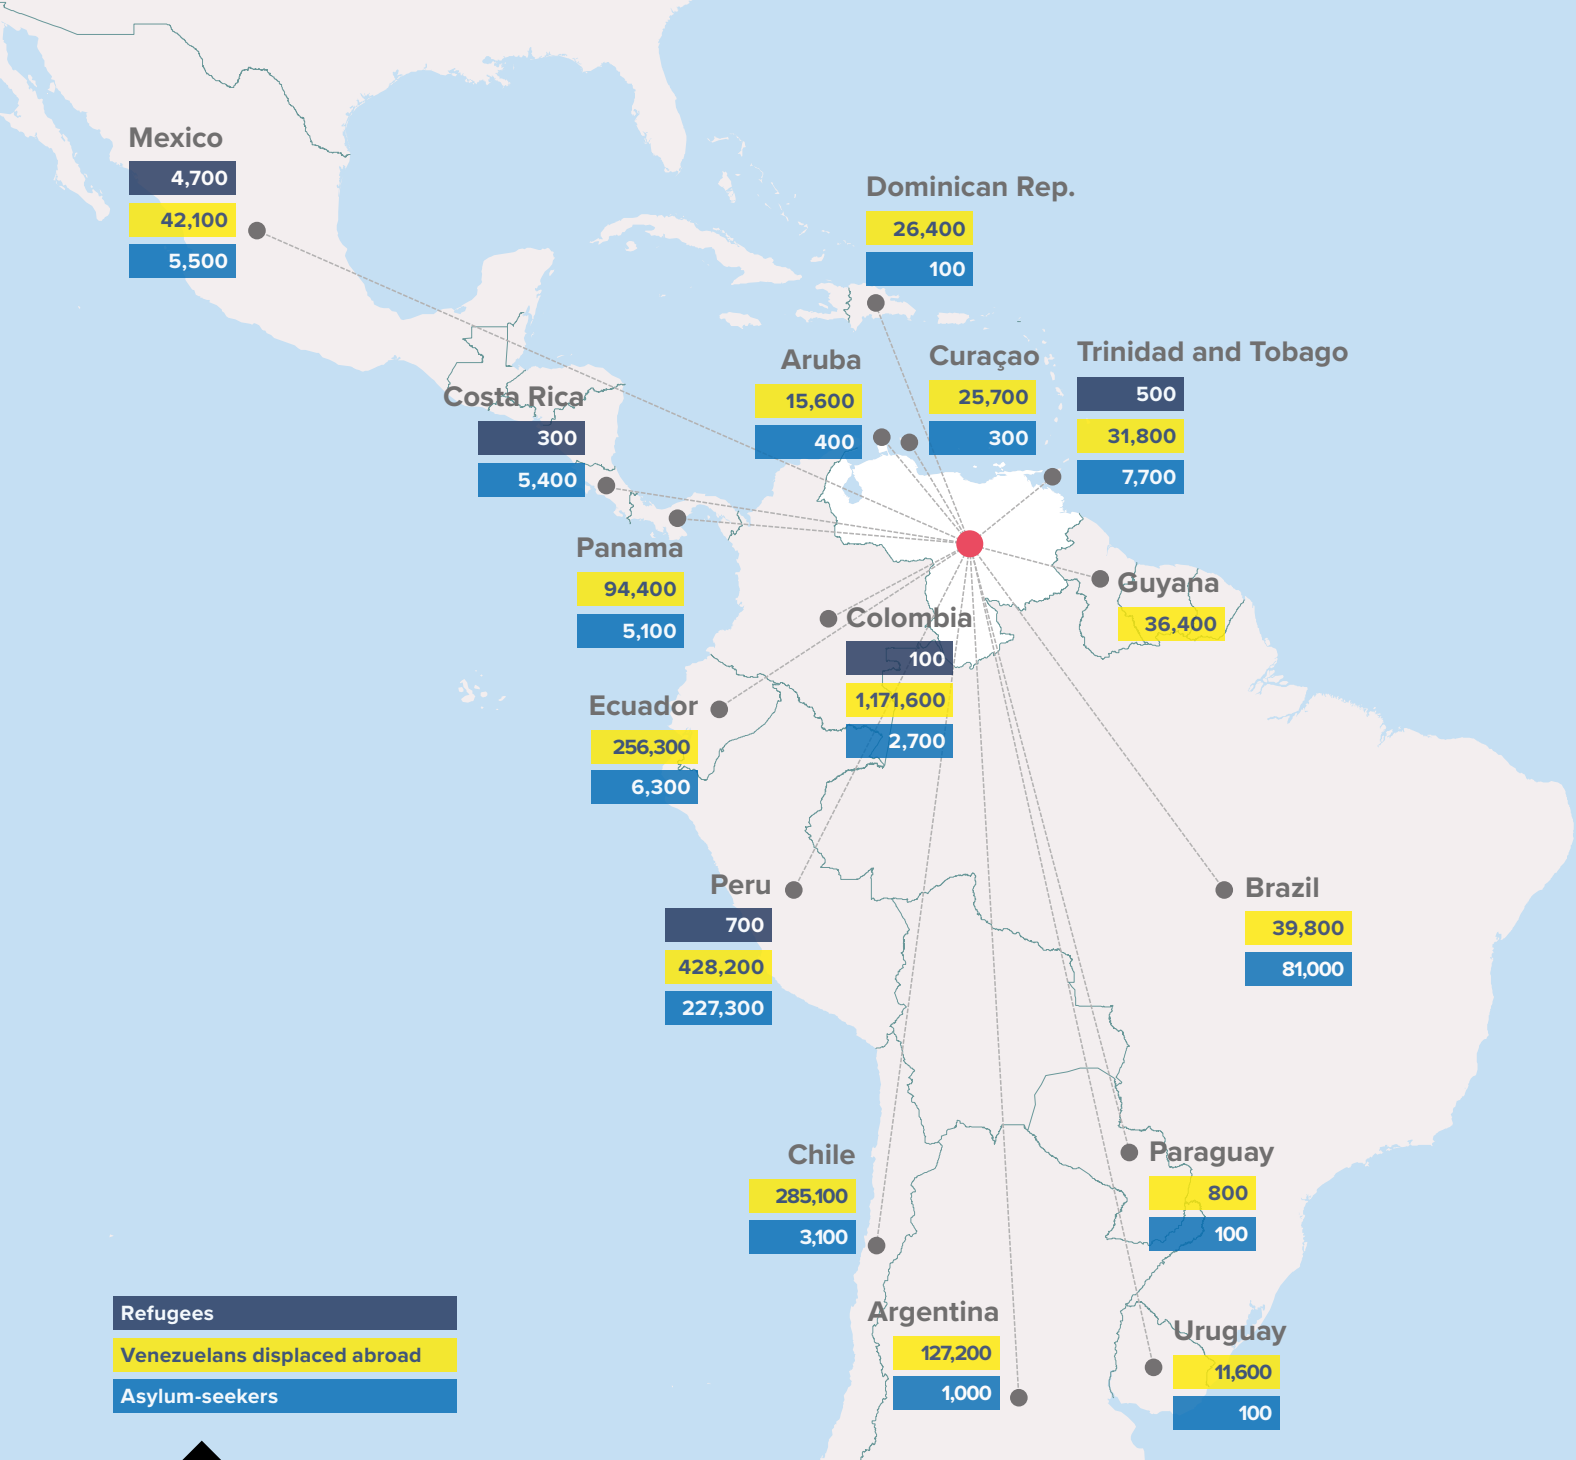 Mexico
4,700
42,100
5,500
Dominican Rep.
26,400
100
Aruba
15,600
400
Curaçao
25,700
300
Trinidad and Tobago
500
31,800
7,700
Costa Rica
300
5,400
Panama
94,400
5,100
Guyana
36,400
Colombia
100
1,171,600
2,700
Ecuador
256,300
6,300
Peru
700
428,200
227,300
Brazil
39,800
81,000
Chile
285,100
3,100
Paraguay
800
100
Argentina
127,200
1,000
Uruguay
11,600
100
Refugees
Venezuelans displaced abroad
Asylum-seekers